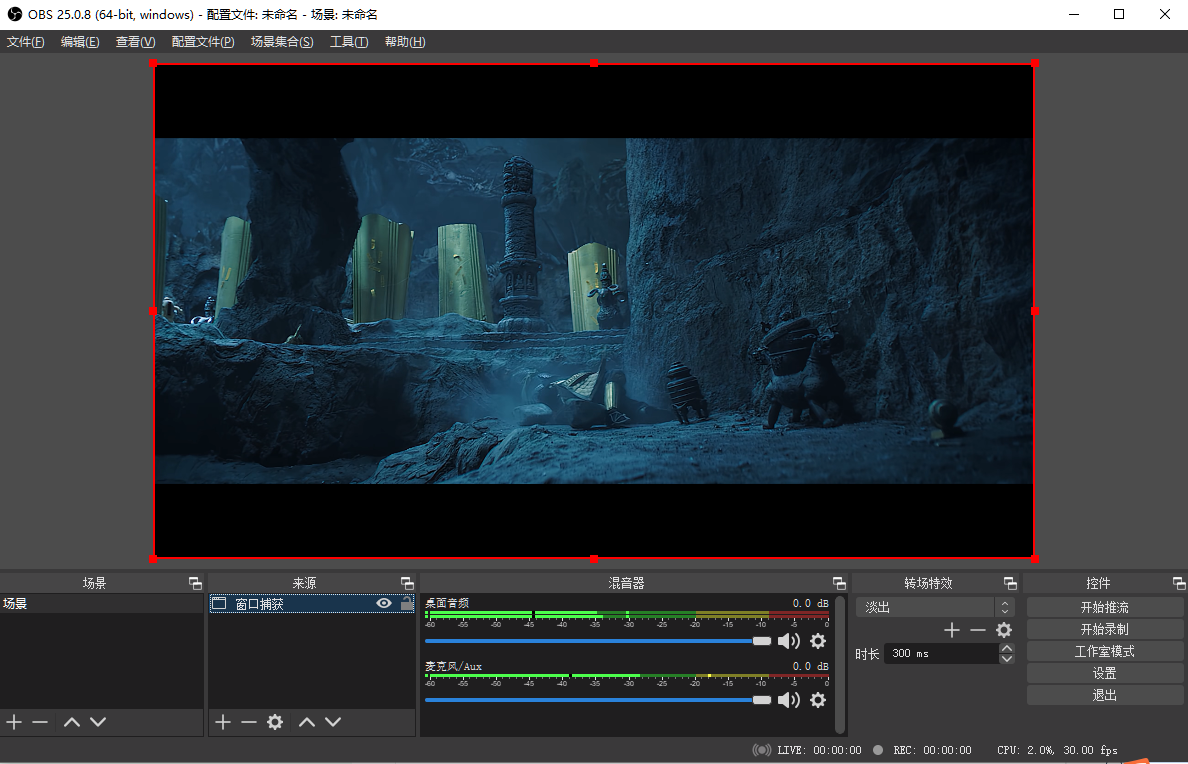 OBS 25.0.8 (64-bit, windows) - 配置文件: 未命名 - 场景: 未命名
文件(F) 编辑(E) 查看(V) 配置文件(P) 场景集合(S) 工具(T) 帮助(H)
场景
场景
来源
窗口捕获
混音器
桌面音频 0.0 dB
-60 -55 -50 -45 -40 -35 -30 -25 -20 -15 -10 -5 0
麦克风/Aux 0.0 dB
-60 -55 -50 -45 -40 -35 -30 -25 -20 -15 -10 -5 0
转场特效
淡出
时长 300 ms
控件
开始推流
开始录制
工作室模式
设置
退出
LIVE: 00:00:00 REC: 00:00:00 CPU: 2.0%, 30.00 fps